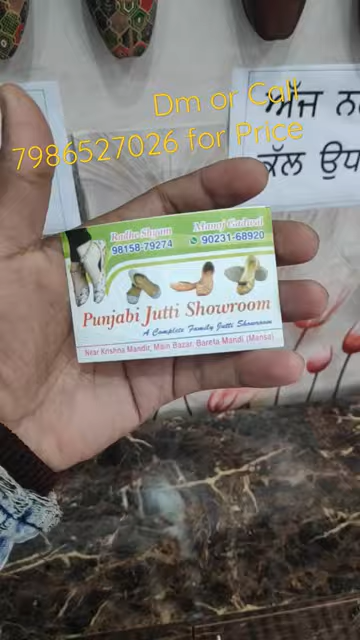 Dm or Call
7986527026 for Price
ਅੱਜ ਨ
ਕੱਲ ਉਧ
Radhe Shyam
98158-79274
Manoj Garhwal
90231-68920
Punjabi Jutti Showroom
A Complete Family Jutti Showroom
Near Krishna Mandir, Main Bazar, Bareta Mandi (Mansa)